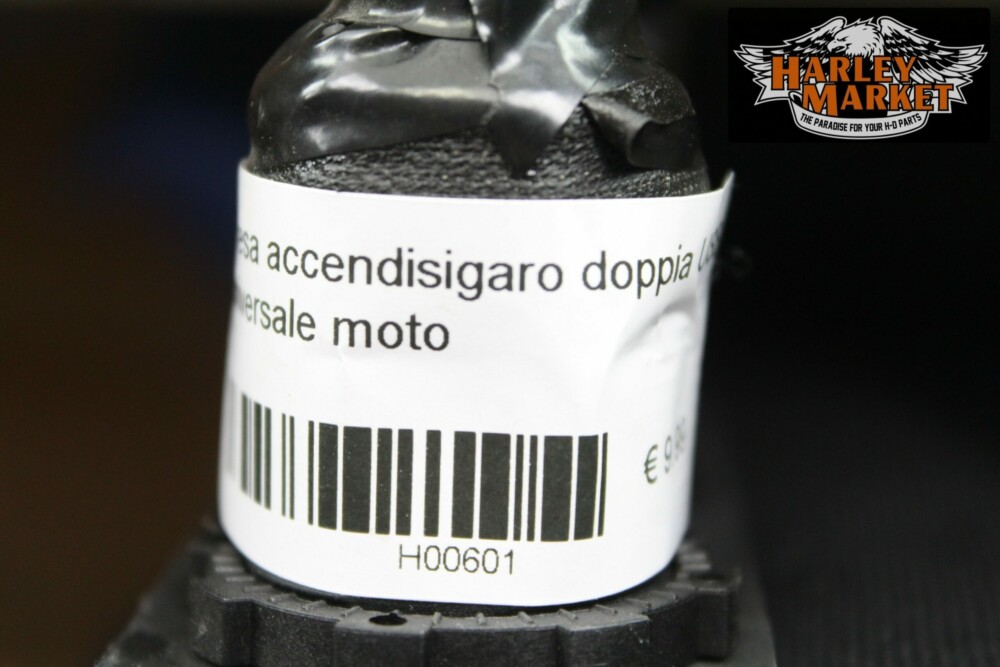 HARLEY
MARKET
THE PARADISE FOR YOUR H-D PARTS
accendisigaro doppia
moto
€
H00601